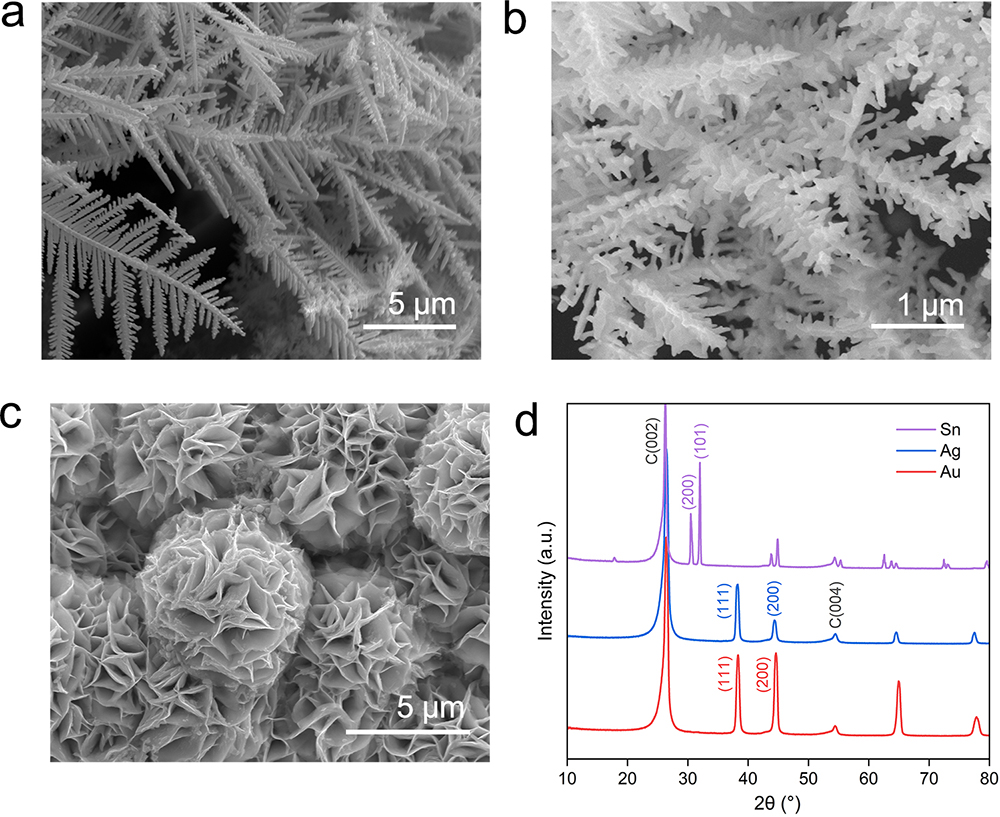 a
5 μm
b
1 μm
c
5 μm
d
C(002)
(200)
(101)
Sn
Ag
Au
(111)
(200)
C(004)
(111)
(200)
Intensity (a.u.)
10 20 30 40 50 60 70 80
2θ (°)